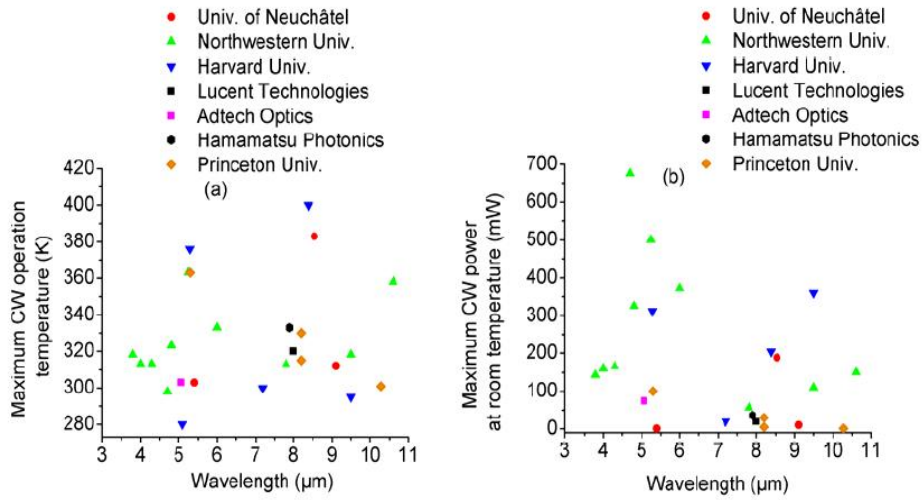 Univ. of Neuchâtel
Northwestern Univ.
Harvard Univ.
Lucent Technologies
Adtech Optics
Hamamatsu Photonics
Princeton Univ.
(a)
Maximum CW operation
temperature (K)
420
400
380
360
340
320
300
280
3 4 5 6 7 8 9 10 11
Wavelength (µm)
Univ. of Neuchâtel
Northwestern Univ.
Harvard Univ.
Lucent Technologies
Adtech Optics
Hamamatsu Photonics
Princeton Univ.
(b)
Maximum CW power
at room temperature (mW)
700
600
500
400
300
200
100
0
3 4 5 6 7 8 9 10 11
Wavelength (µm)